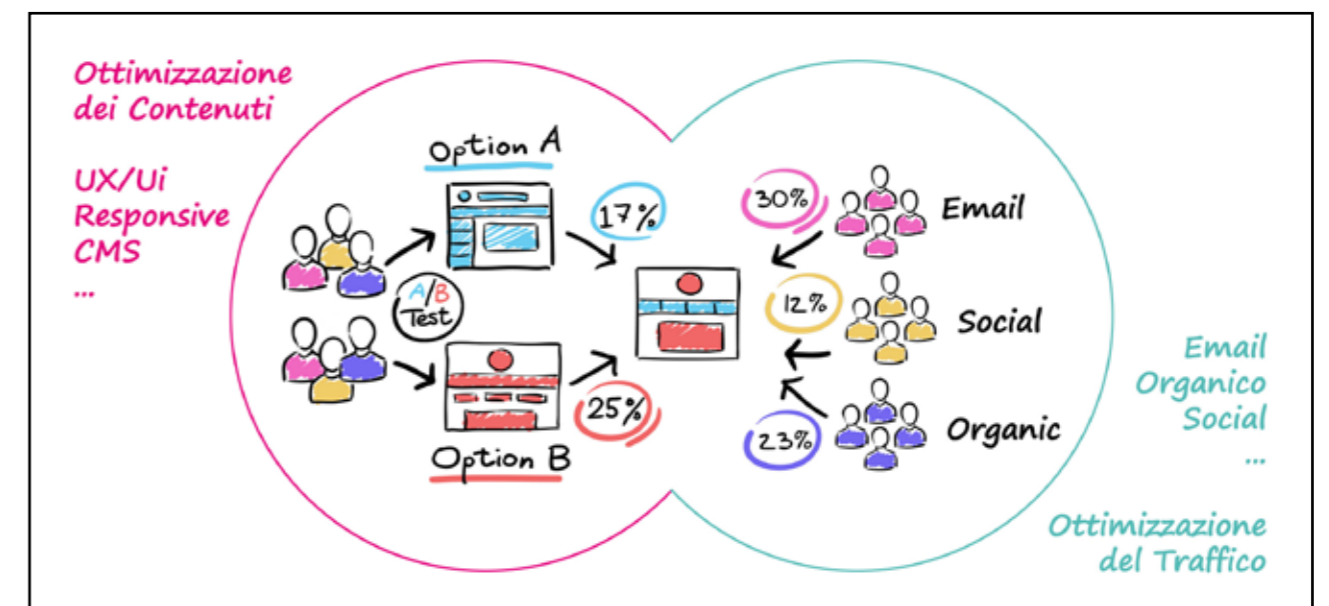 Ottimizzazione
dei Contenuti
UX/Ui
Responsive
CMS
...
Option A
17%
A/B
Test
25%
Option B
30%
Email
12%
Social
23%
Organic
Email
Organico
Social
...
Ottimizzazione
del Traffico